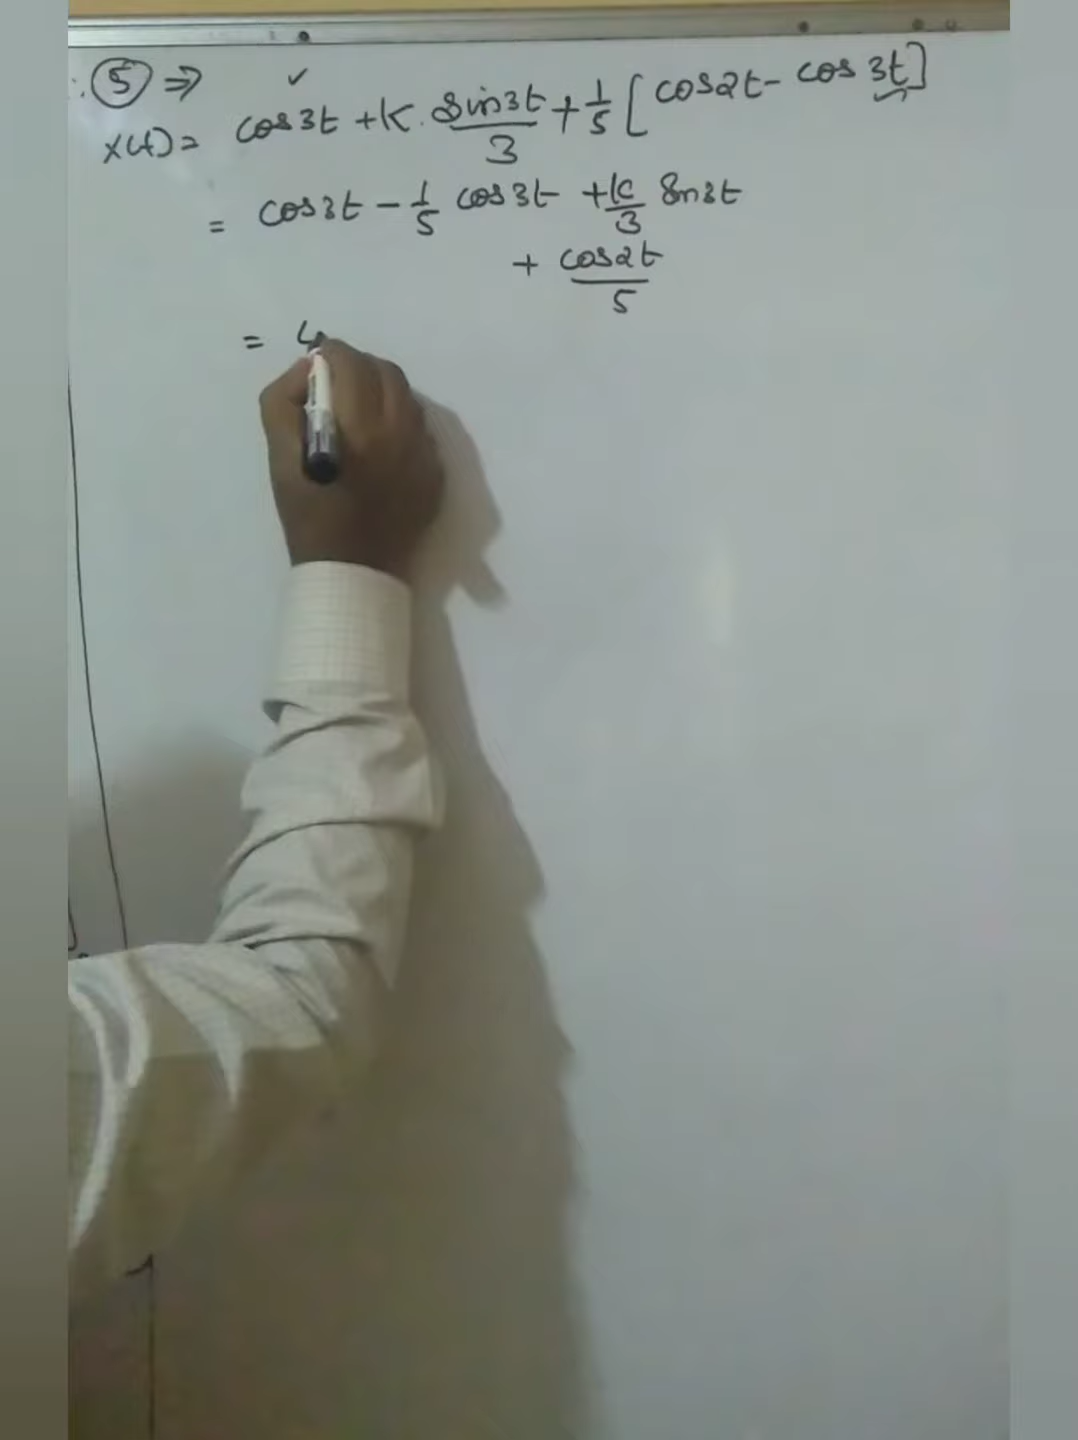 ∴ ⑤ ⇒ ✓
x(t) = cos3t + K. sin3t/3 + 1/5 [cos2t - cos 3t]
= cos3t - 1/5 cos3t + k/3 sin3t
+ cos2t/5
= 4